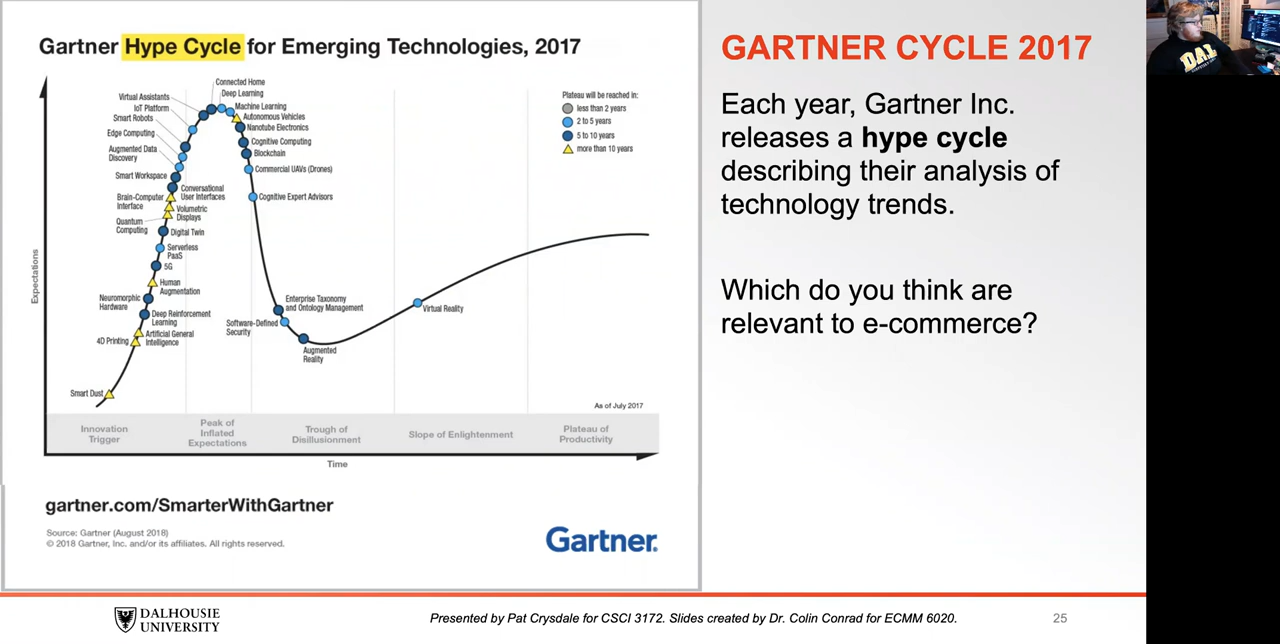 Gartner Hype Cycle for Emerging Technologies, 2017
Connected Home
Deep Learning
Virtual Assistants
Machine Learning
IoT Platform
Autonomous Vehicles
Smart Robots
Nanotube Electronics
Edge Computing
Cognitive Computing
Augmented Data
Discovery
Blockchain
Commercial UAVs (Drones)
Smart Workspace
Conversational
User Interfaces
Brain-Computer
Interface
Cognitive Expert Advisors
Volumetric
Displays
Quantum
Computing
Digital Twin
Serverless
PaaS
5G
Human
Augmentation
Neuromorphic
Hardware
Deep Reinforcement
Learning
Artificial General
Intelligence
4D Printing
Smart Dust
Enterprise Taxonomy
and Ontology Management
Software-Defined
Security
Augmented
Reality
Virtual Reality
Plateau will be reached in:
less than 2 years
2 to 5 years
5 to 10 years
more than 10 years
Expectations
As of July 2017
Innovation
Trigger
Peak of
Inflated
Expectations
Trough of
Disillusionment
Slope of Enlightenment
Plateau of
Productivity
Time
gartner.com/SmarterWithGartner
Source: Gartner (August 2018)
© 2018 Gartner, Inc. and/or its affiliates. All rights reserved.
Gartner.
GARTNER CYCLE 2017
Each year, Gartner Inc.
releases a hype cycle
describing their analysis of
technology trends.
Which do you think are
relevant to e-commerce?
DAL
DALHOUSIE
UNIVERSITY
Presented by Pat Crysdale for CSCI 3172. Slides created by Dr. Colin Conrad for ECMM 6020.
25